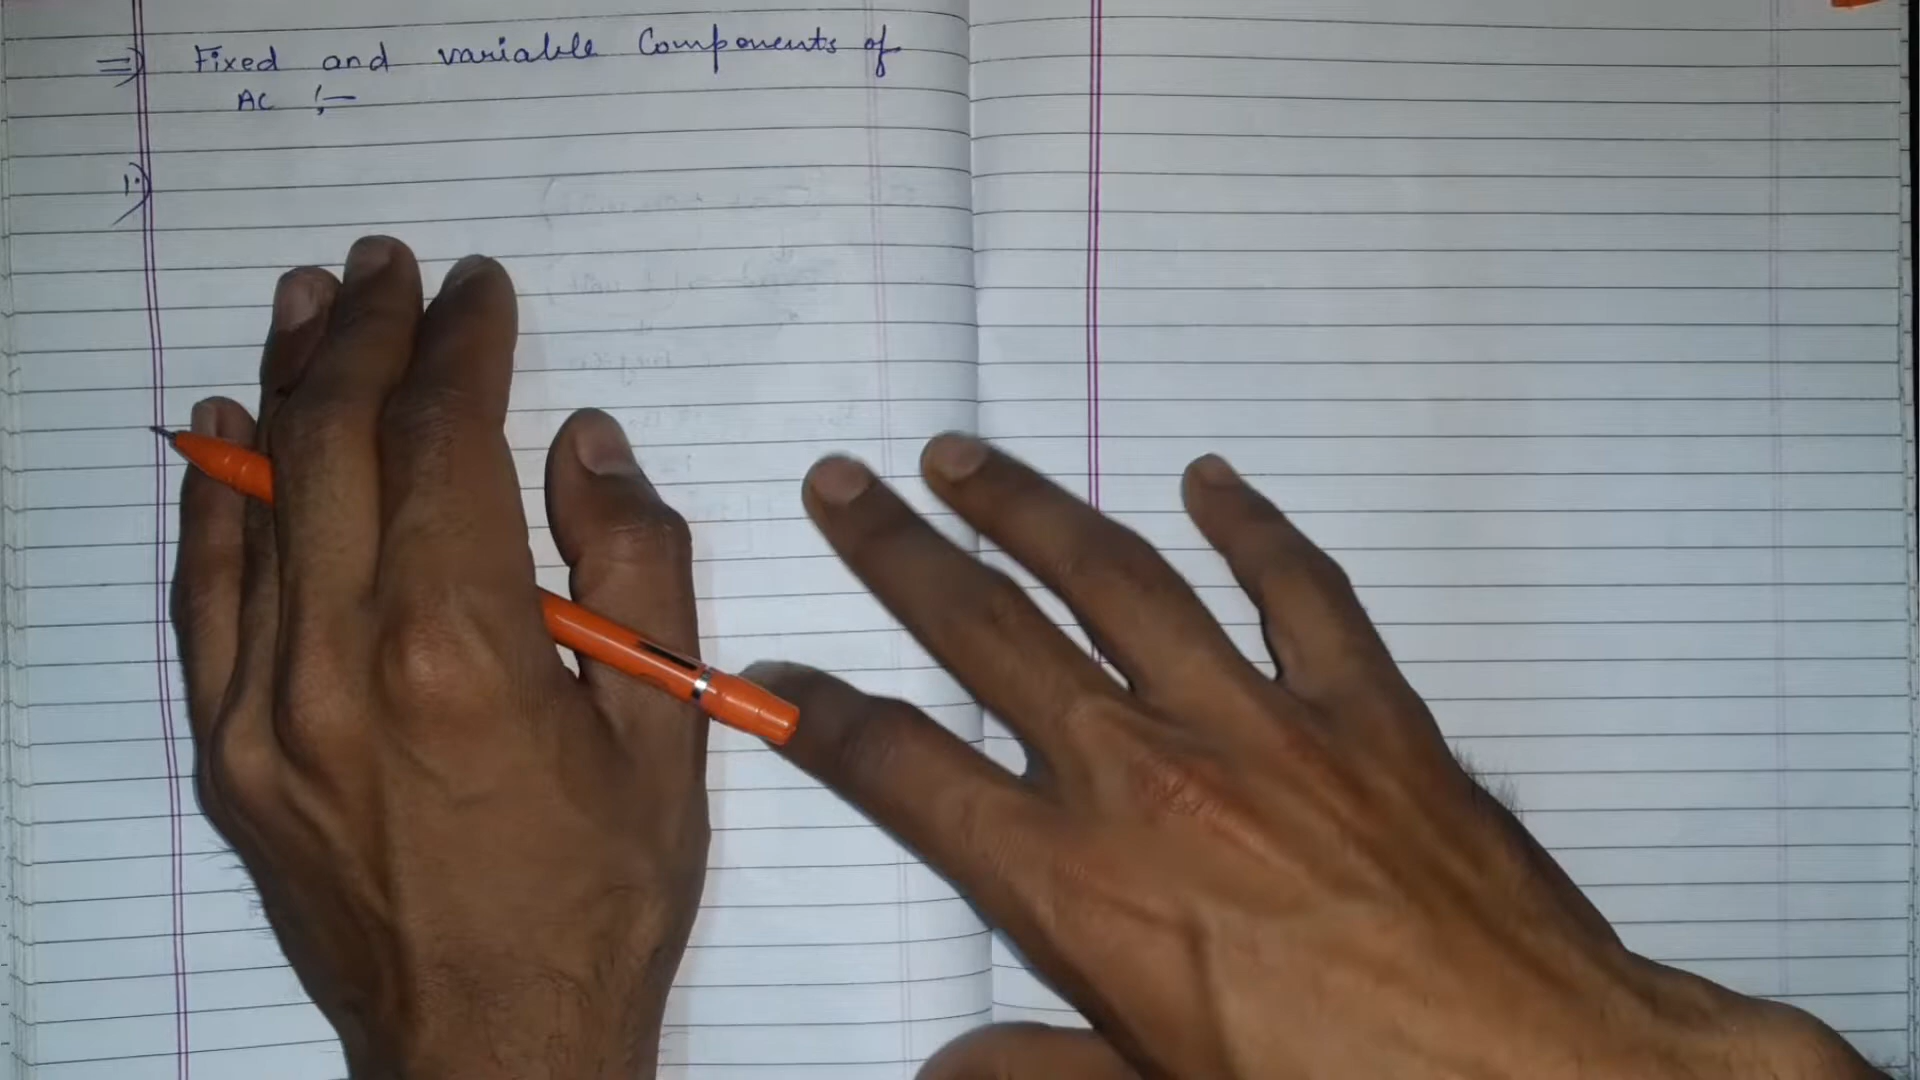 ⇒ Fixed and variable Components of
AC :-
1.)